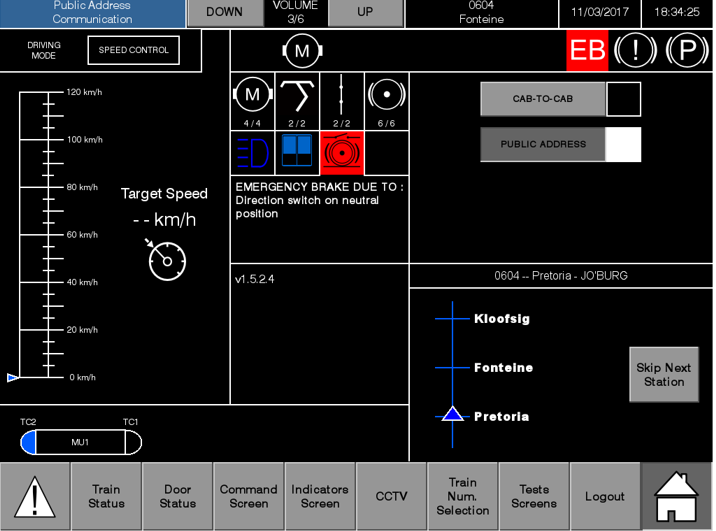 Public Address
Communication
DOWN
VOLUME
3/6
UP
0604
Fonteine
11/03/2017
18:34:25
DRIVING
MODE
SPEED CONTROL
M
EB
!
P
120 km/h
100 km/h
80 km/h
60 km/h
40 km/h
20 km/h
0 km/h
Target Speed
-- km/h
M
4/4
2/2
2/2
6/6
EMERGENCY BRAKE DUE TO :
Direction switch on neutral
position
v1.5.2.4
CAB-TO-CAB
PUBLIC ADDRESS
0604 -- Pretoria - JO'BURG
Kloofsig
Fonteine
Pretoria
Skip Next
Station
TC2
TC1
MU1
Train
Status
Door
Status
Command
Screen
Indicators
Screen
CCTV
Train
Num.
Selection
Tests
Screens
Logout